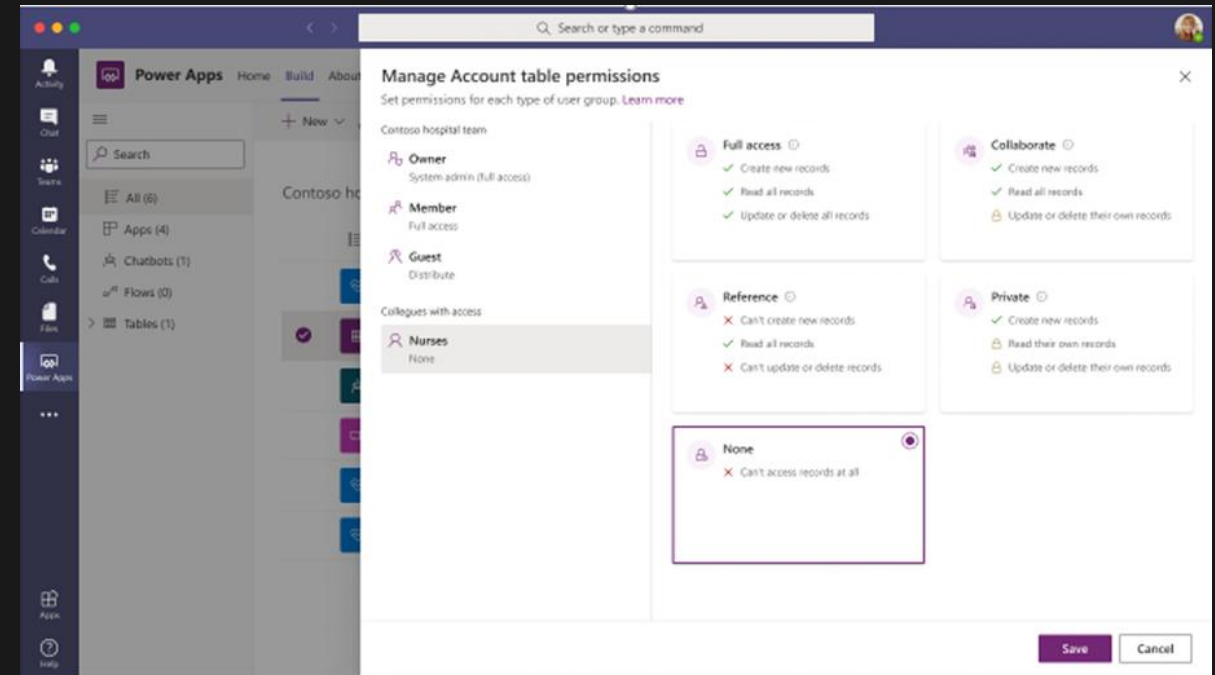 Search or type a command
Activity
Chat
Teams
Calendar
Calls
Files
Power Apps
Apps
Help
Power Apps
Home
Build
About
New
Search
All (6)
Apps (4)
Chatbots (1)
Flows (0)
Tables (1)
Contoso ho
Manage Account table permissions
Set permissions for each type of user group. Learn more
Contoso hospital team
Owner
System admin (full access)
Member
Full access
Guest
Distribute
Collegues with access
Nurses
None
Full access
Create new records
Read all records
Update or delete all records
Collaborate
Create new records
Read all records
Update or delete their own records
Reference
Can't create new records
Read all records
Can't update or delete records
Private
Create new records
Read their own records
Update or delete their own records
None
Can't access records at all
Save
Cancel